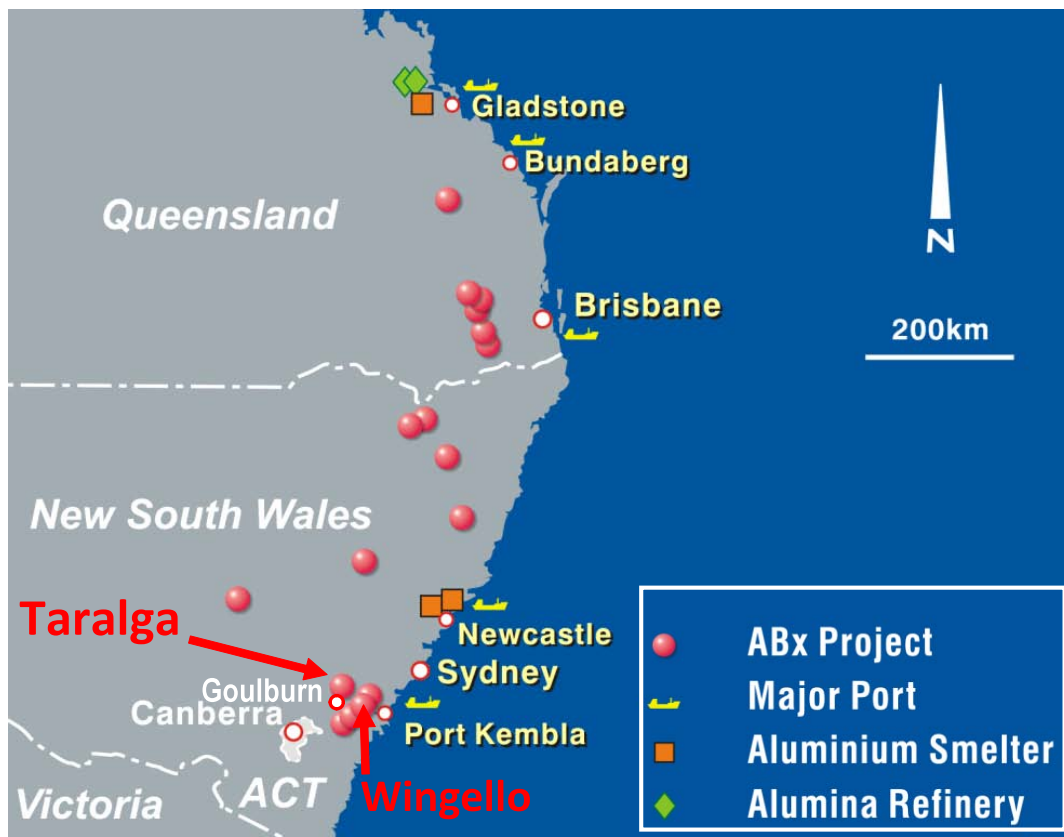 Gladstone
Bundaberg
Queensland
N
Brisbane
200km
New South Wales
Taralga
Newcastle
Sydney
Goulburn
Canberra
Port Kembla
ACT
Wingello
Victoria
ABx Project
Major Port
Aluminium Smelter
Alumina Refinery